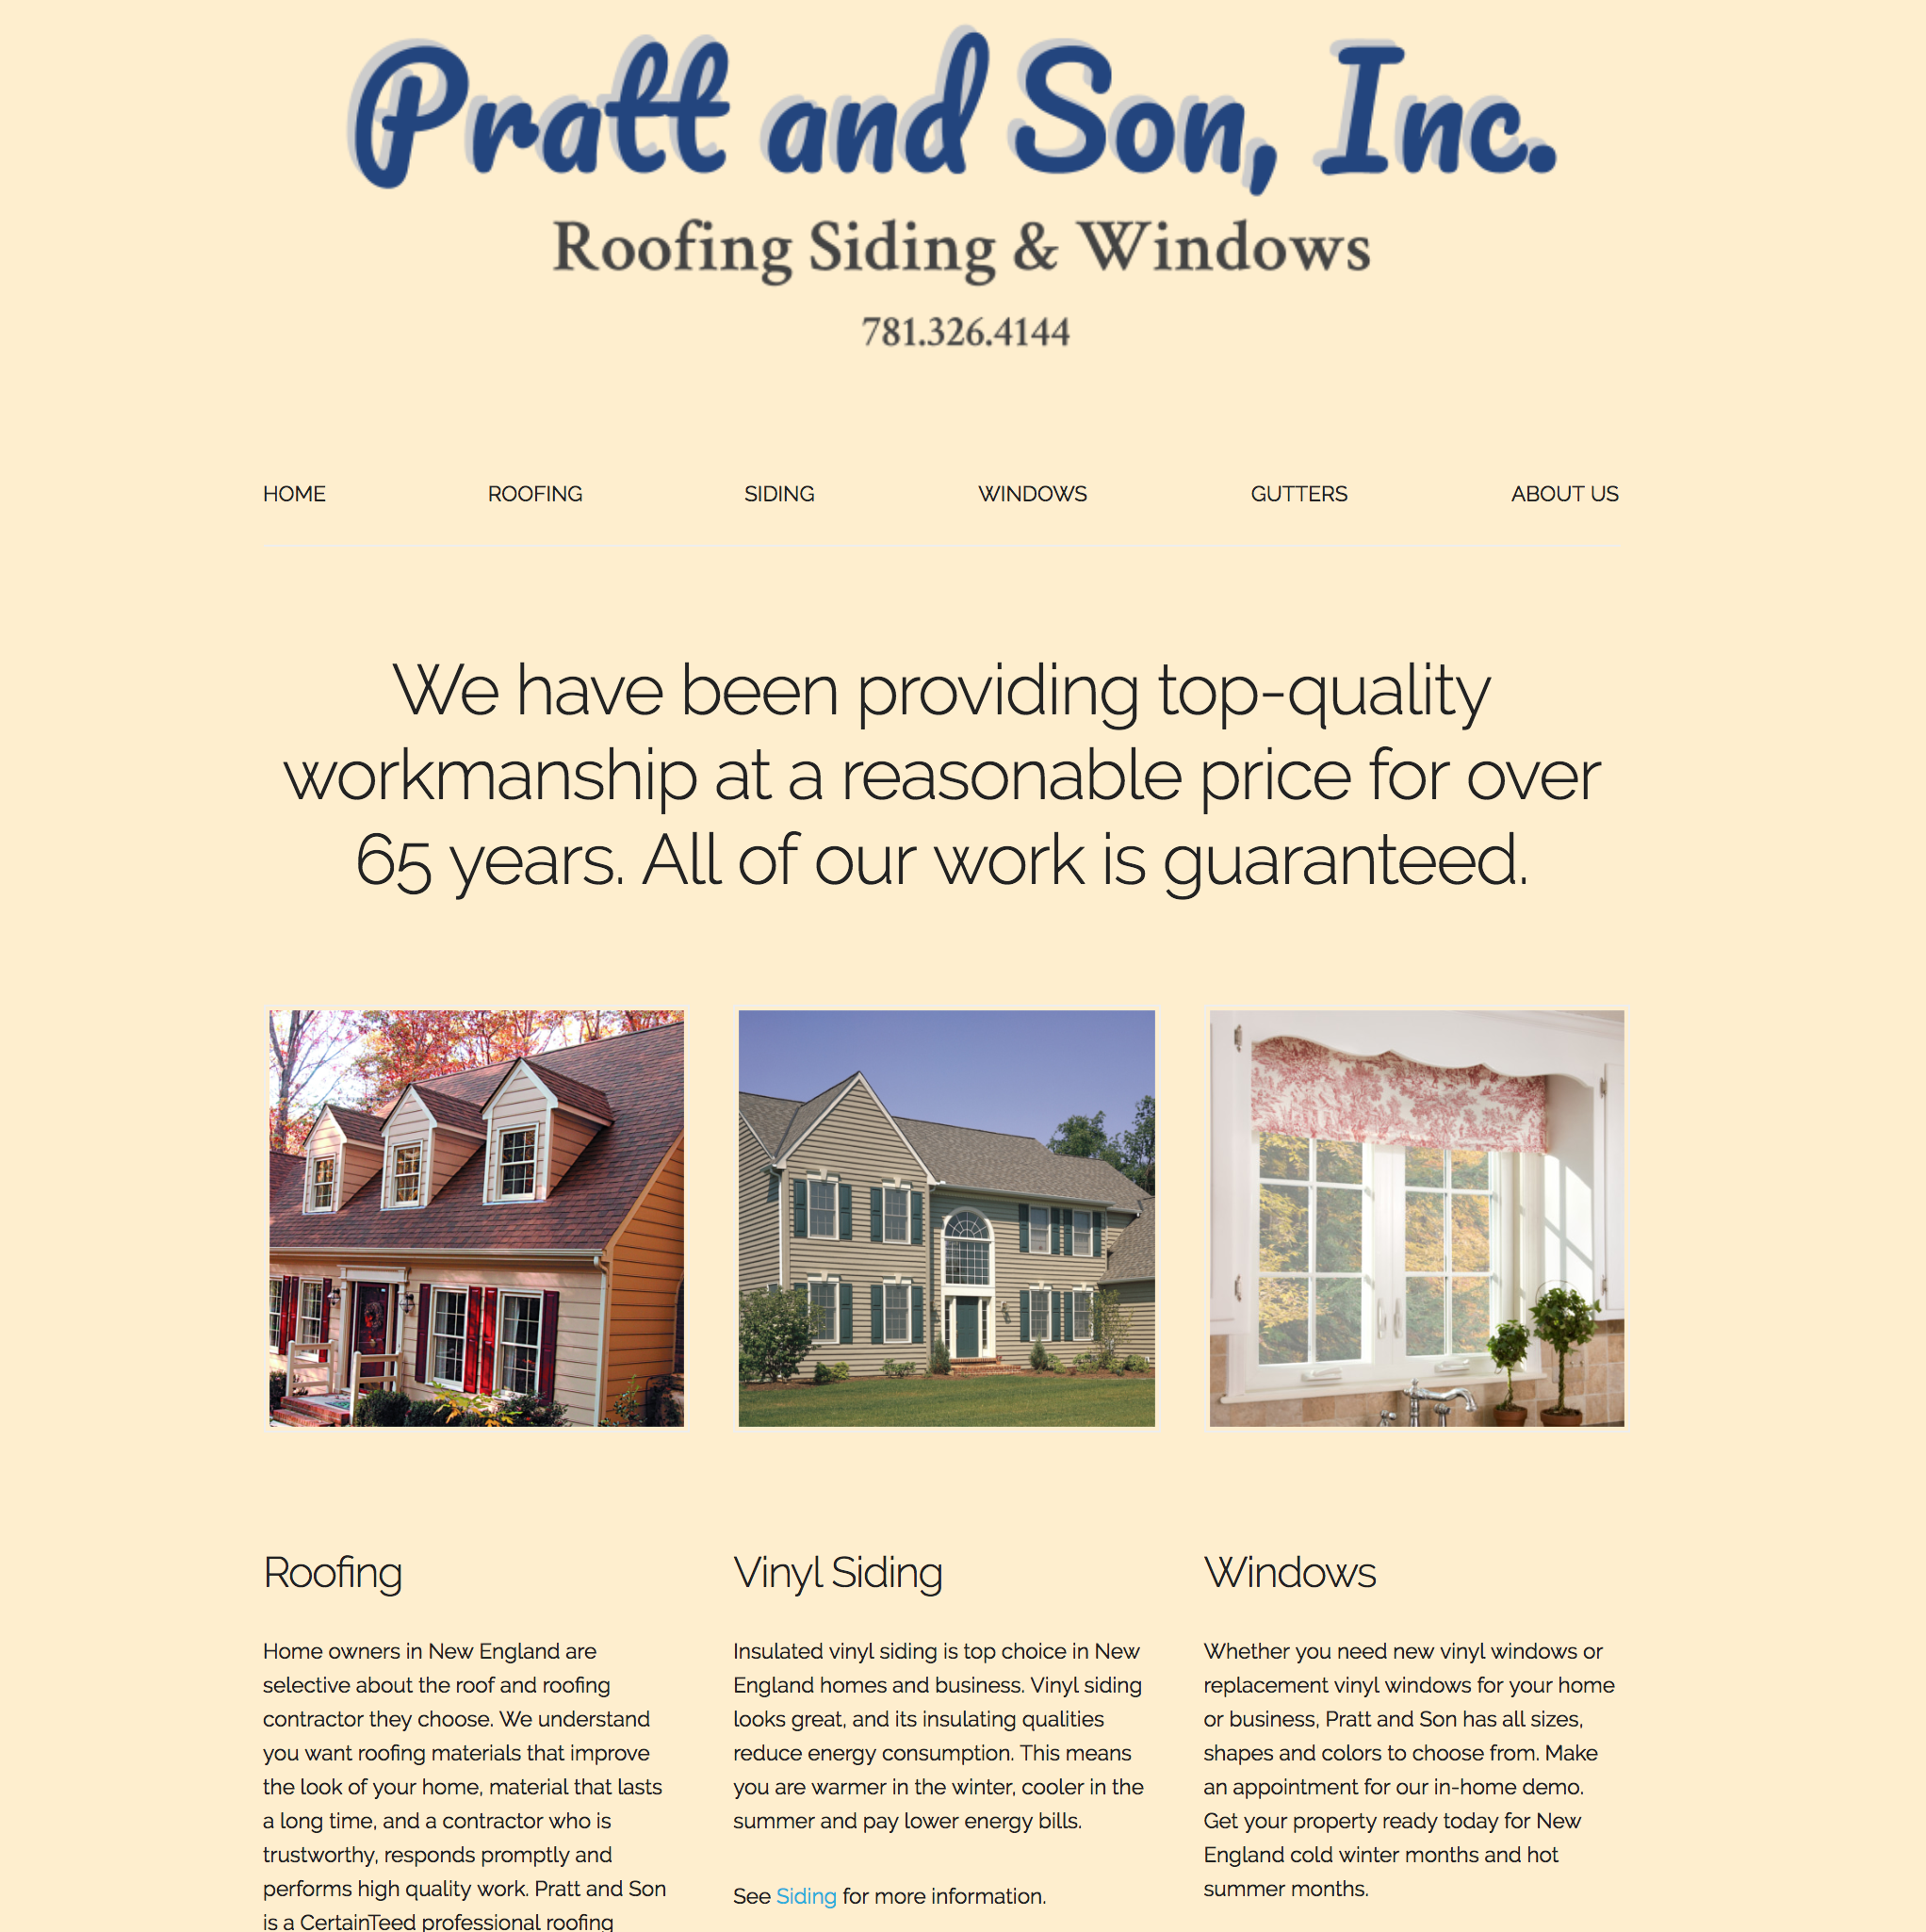 Pratt and Son, Inc.
Roofing Siding & Windows
781.326.4144
HOME ROOFING SIDING WINDOWS GUTTERS ABOUT US
We have been providing top-quality
workmanship at a reasonable price for over
65 years. All of our work is guaranteed.
Roofing
Home owners in New England are
selective about the roof and roofing
contractor they choose. We understand
you want roofing materials that improve
the look of your home, material that lasts
a long time, and a contractor who is
trustworthy, responds promptly and
performs high quality work. Pratt and Son
is a CertainTeed professional roofing
Vinyl Siding
Insulated vinyl siding is top choice in New
England homes and business. Vinyl siding
looks great, and its insulating qualities
reduce energy consumption. This means
you are warmer in the winter, cooler in the
summer and pay lower energy bills.
See Siding for more information.
Windows
Whether you need new vinyl windows or
replacement vinyl windows for your home
or business, Pratt and Son has all sizes,
shapes and colors to choose from. Make
an appointment for our in-home demo.
Get your property ready today for New
England cold winter months and hot
summer months.